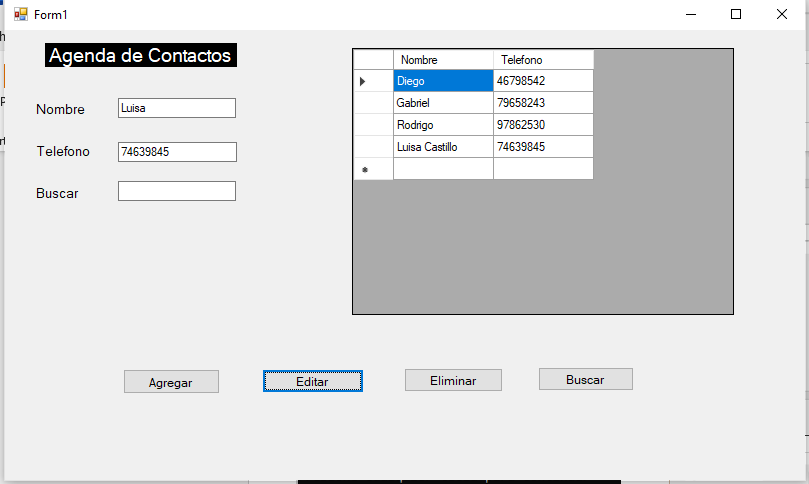 Form1
Agenda de Contactos
Nombre
Luisa
Telefono
74639845
Buscar
Nombre Telefono
Diego 46798542
Gabriel 79658243
Rodrigo 97862530
Luisa Castillo 74639845
Agregar
Editar
Eliminar
Buscar